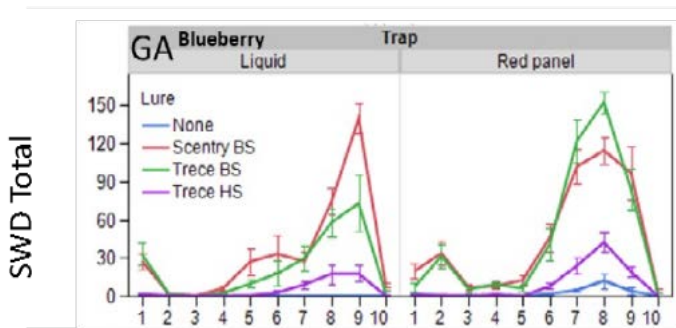 GA Blueberry Trap
Liquid Red panel
Lure
None
Scentry BS
Trece BS
Trece HS
SWD Total
150
120
90
60
30
0
1 2 3 4 5 6 7 8 9 10 1 2 3 4 5 6 7 8 9 10